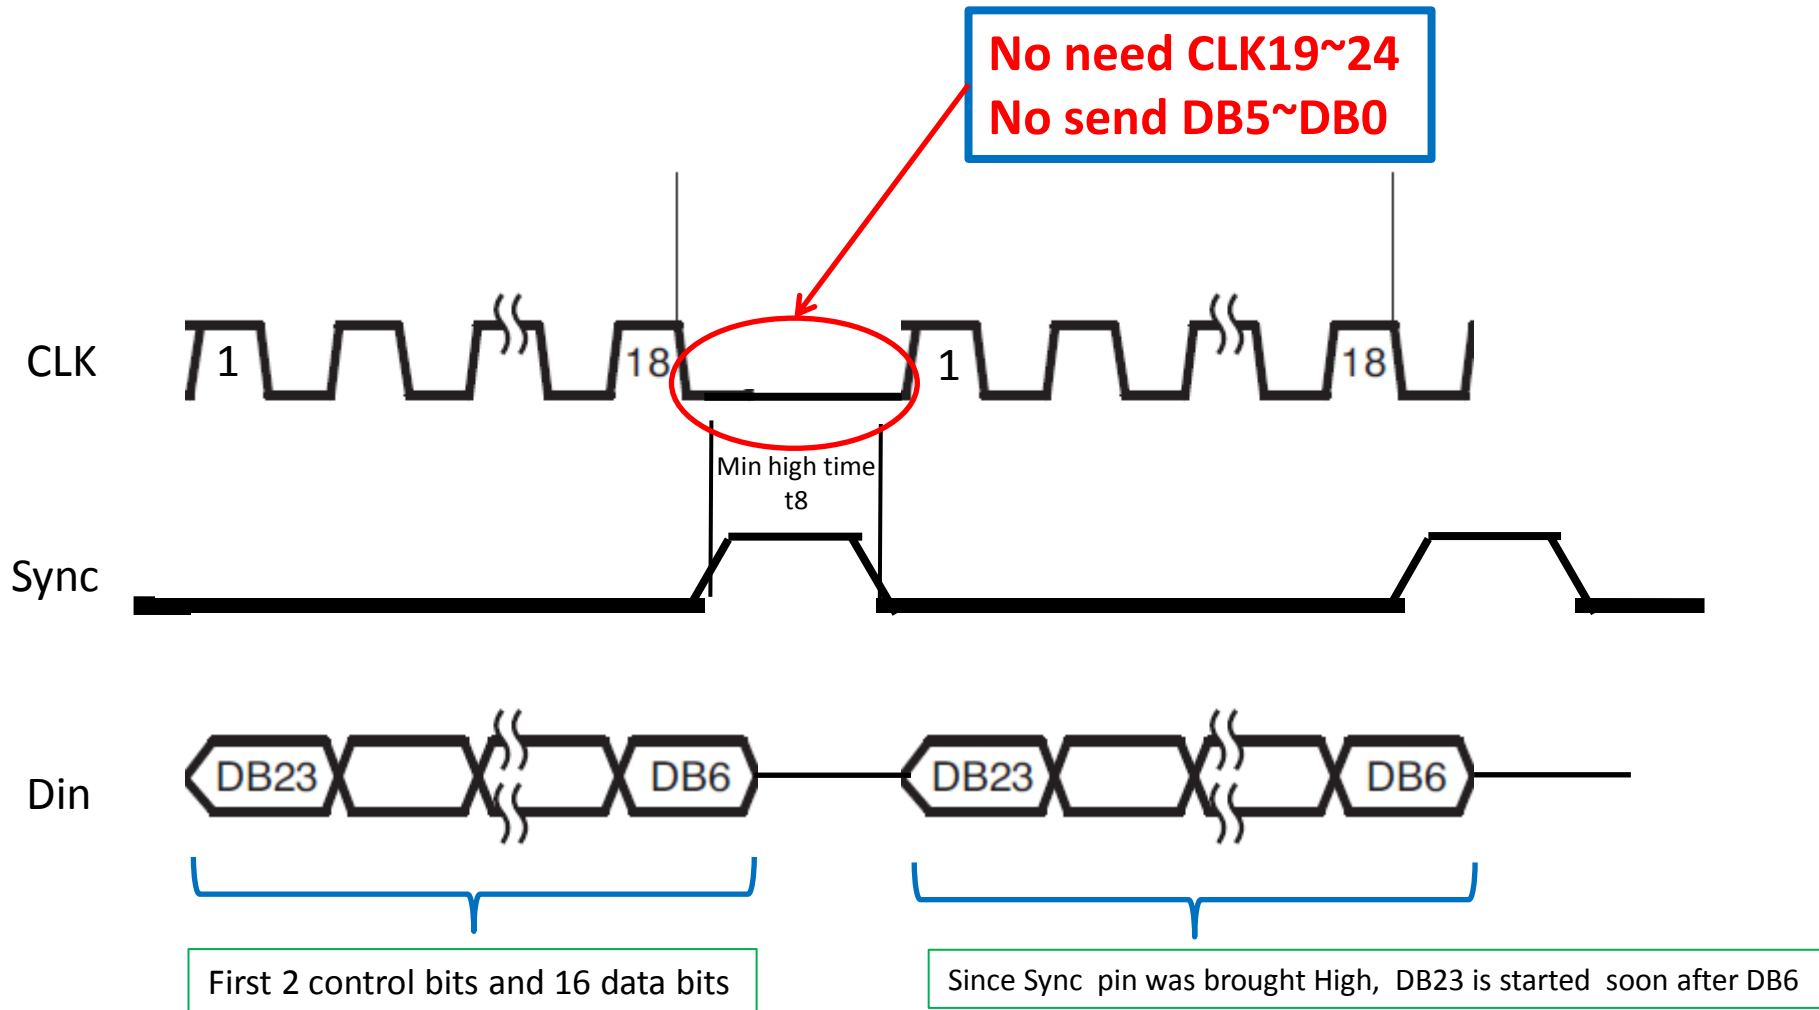 No need CLK19~24
No send DB5~DB0
CLK
1
18
1
18
Min high time
t8
Sync
Din
DB23
DB6
DB23
DB6
First 2 control bits and 16 data bits
Since Sync pin was brought High, DB23 is started soon after DB6